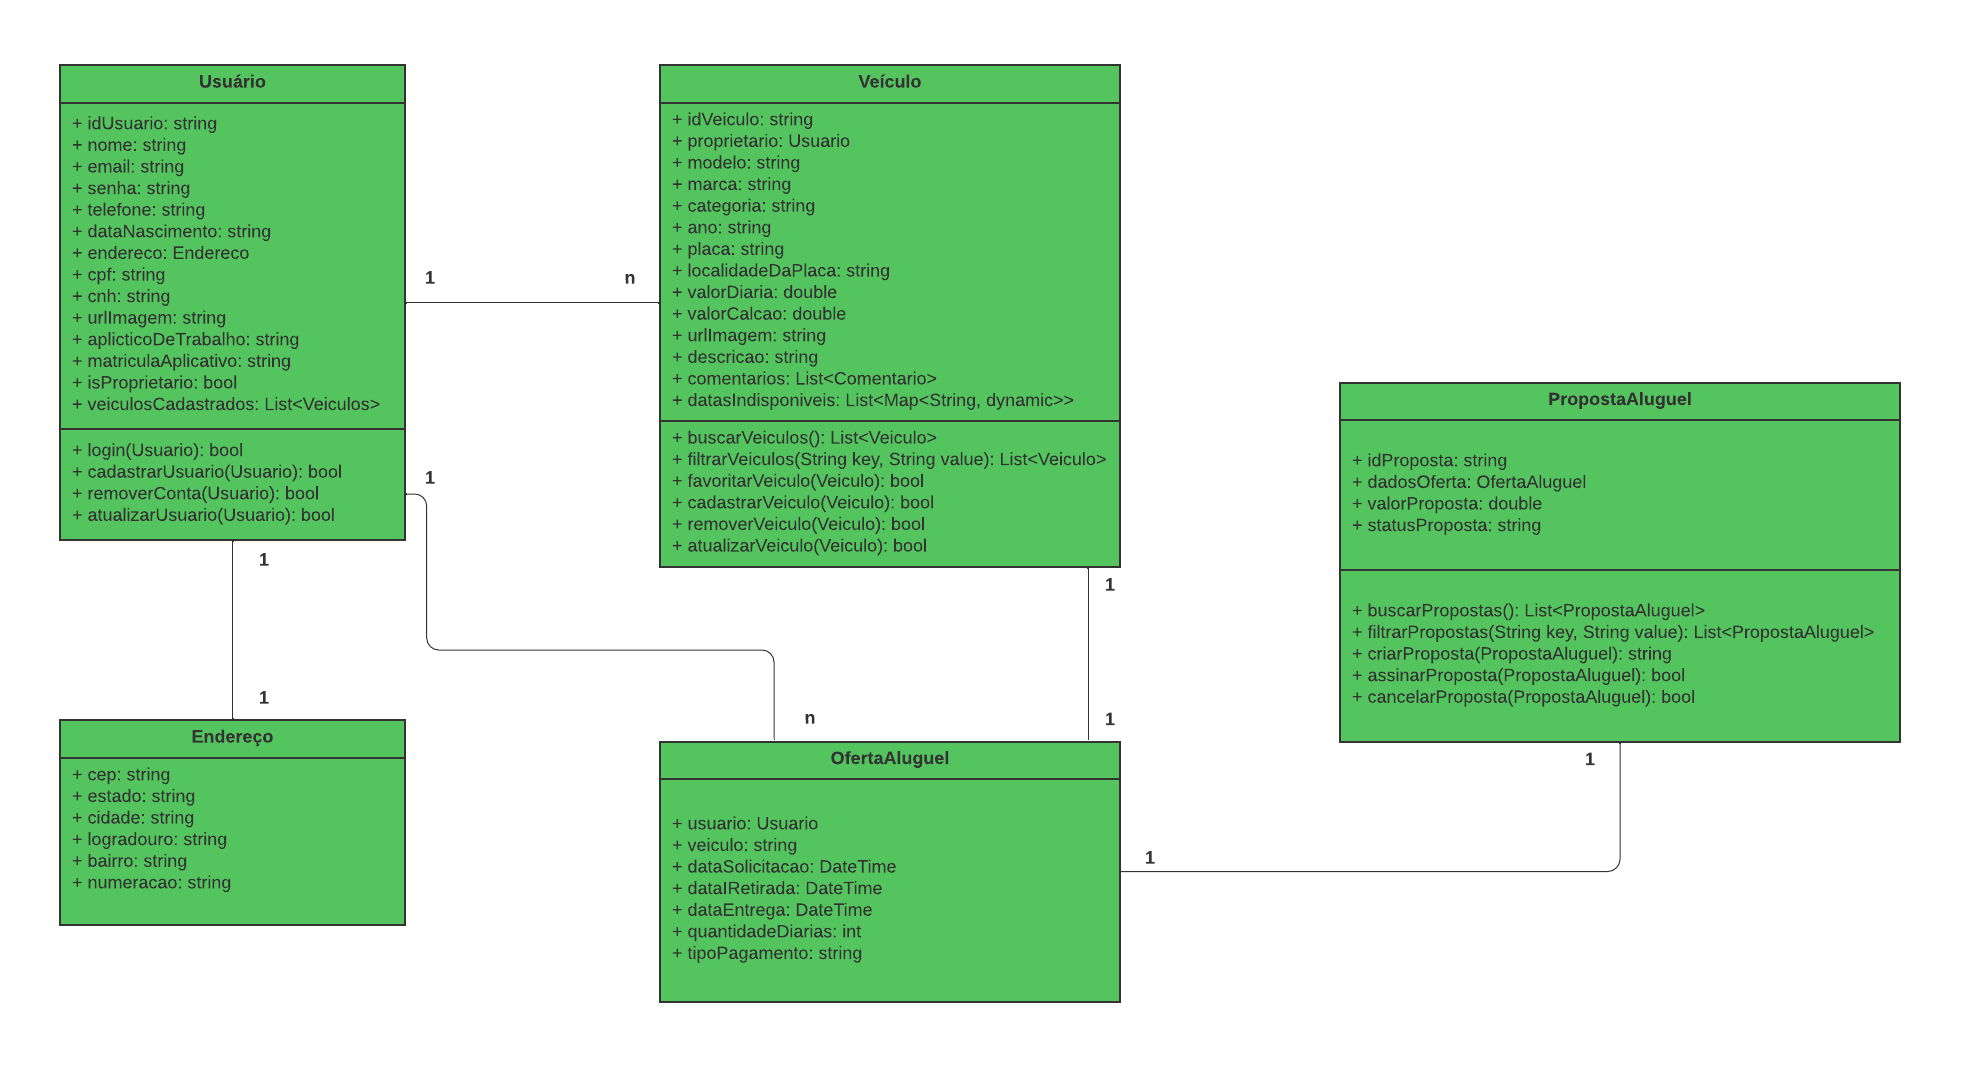 Usuário
+ idUsuario: string
+ nome: string
+ email: string
+ senha: string
+ telefone: string
+ dataNascimento: string
+ endereco: Endereco
+ cpf: string
+ cnh: string
+ urlImagem: string
+ aplicticoDeTrabalho: string
+ matriculaAplicativo: string
+ isProprietario: bool
+ veiculosCadastrados: List<Veiculos>
+ login(Usuario): bool
+ cadastrarUsuario(Usuario): bool
+ removerConta(Usuario): bool
+ atualizarUsuario(Usuario): bool
1
n
1
1
1
Veículo
+ idVeiculo: string
+ proprietario: Usuario
+ modelo: string
+ marca: string
+ categoria: string
+ ano: string
+ placa: string
+ localidadeDaPlaca: string
+ valorDiaria: double
+ valorCalcao: double
+ urlImagem: string
+ descricao: string
+ comentarios: List<Comentario>
+ datasIndisponiveis: List<Map<String, dynamic>>
+ buscarVeiculos(): List<Veiculo>
+ filtrarVeiculos(String key, String value): List<Veiculo>
+ favoritarVeiculo(Veiculo): bool
+ cadastrarVeiculo(Veiculo): bool
+ removerVeiculo(Veiculo): bool
+ atualizarVeiculo(Veiculo): bool
1
n
1
PropostaAluguel
+ idProposta: string
+ dadosOferta: OfertaAluguel
+ valorProposta: double
+ statusProposta: string
+ buscarPropostas(): List<PropostaAluguel>
+ filtrarPropostas(String key, String value): List<PropostaAluguel>
+ criarProposta(PropostaAluguel): string
+ assinarProposta(PropostaAluguel): bool
+ cancelarProposta(PropostaAluguel): bool
1
1
Endereço
+ cep: string
+ estado: string
+ cidade: string
+ logradouro: string
+ bairro: string
+ numeracao: string
OfertaAluguel
+ usuario: Usuario
+ veiculo: string
+ dataSolicitacao: DateTime
+ dataIRetirada: DateTime
+ dataEntrega: DateTime
+ quantidadeDiarias: int
+ tipoPagamento: string